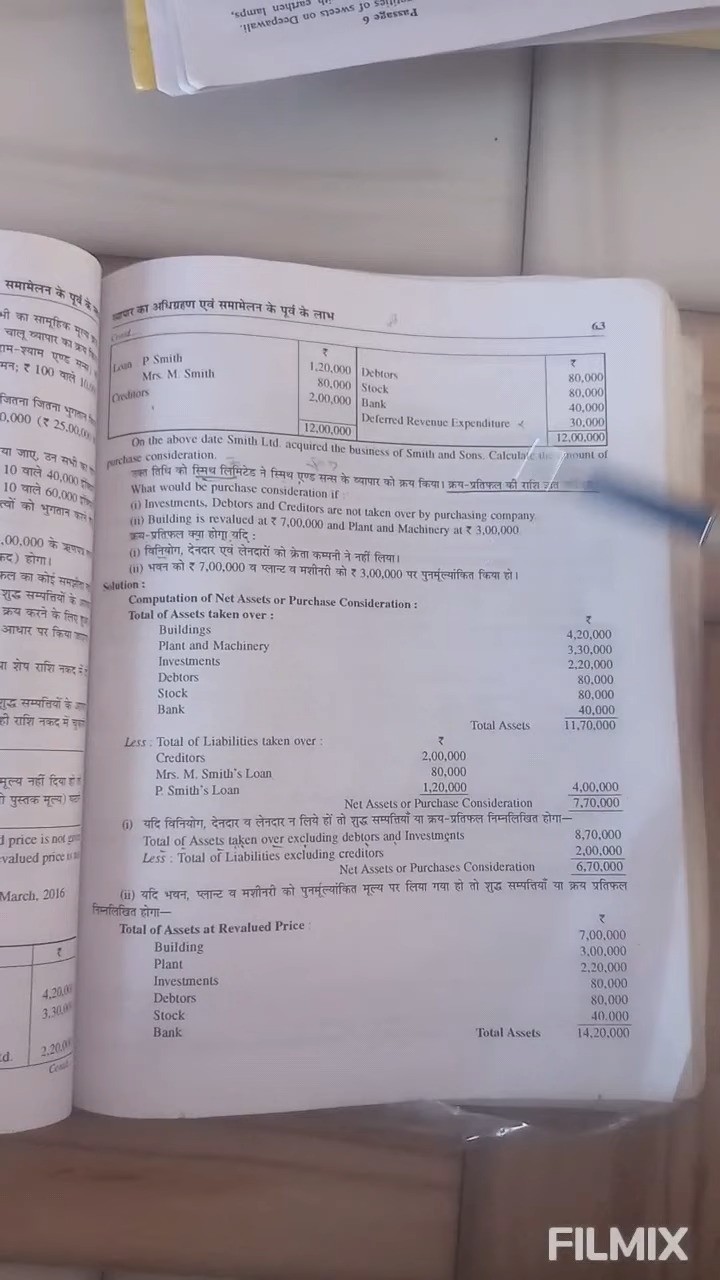 Passage 6
समामेलन के पूर्व के
व्यापार का अधिग्रहण एवं समामेलन के पूर्व के लाभ
63
₹ ₹
Loan P. Smith 1,20,000 Debtors 80,000
Mrs. M. Smith 80,000 Stock 80,000
Creditors 2,00,000 Bank 40,000
Deferred Revenue Expenditure 30,000
12,00,000 12,00,000
On the above date Smith Ltd. acquired the business of Smith and Sons. Calculate the amount of
purchase consideration.
उक्त तिथि को स्मिथ लिमिटेड ने स्मिथ एण्ड सन्स के व्यापार को क्रय किया। क्रय-प्रतिफल की राशि
What would be purchase consideration if :
(i) Investments, Debtors and Creditors are not taken over by purchasing company.
(ii) Building is revalued at ₹ 7,00,000 and Plant and Machinery at ₹ 3,00,000.
क्रय-प्रतिफल क्या होगा यदि :
(i) विनियोग, देनदार एवं लेनदारों को क्रेता कम्पनी ने नहीं लिया।
(ii) भवन को ₹ 7,00,000 व प्लान्ट व मशीनरी को ₹ 3,00,000 पर पुनर्मूल्यांकित किया हो।
Solution :
Computation of Net Assets or Purchase Consideration :
Total of Assets taken over : ₹
Buildings 4,20,000
Plant and Machinery 3,30,000
Investments 2,20,000
Debtors 80,000
Stock 80,000
Bank 40,000
Total Assets 11,70,000
Less : Total of Liabilities taken over : ₹
Creditors 2,00,000
Mrs. M. Smith's Loan 80,000
P. Smith's Loan 1,20,000 4,00,000
Net Assets or Purchase Consideration 7,70,000
(i) यदि विनियोग, देनदार व लेनदार न लिये हों तो शुद्ध सम्पत्तियाँ या क्रय-प्रतिफल निम्नलिखित होगा—
Total of Assets taken over excluding debtors and Investments 8,70,000
Less : Total of Liabilities excluding creditors 2,00,000
Net Assets or Purchases Consideration 6,70,000
(ii) यदि भवन, प्लान्ट व मशीनरी को पुनर्मूल्यांकित मूल्य पर लिया गया हो तो शुद्ध सम्पत्तियाँ या क्रय प्रतिफल
निम्नलिखित होगा—
Total of Assets at Revalued Price : ₹
Building 7,00,000
Plant 3,00,000
Investments 2,20,000
Debtors 80,000
Stock 80,000
Bank 40,000
Total Assets 14,20,000
FILMIX